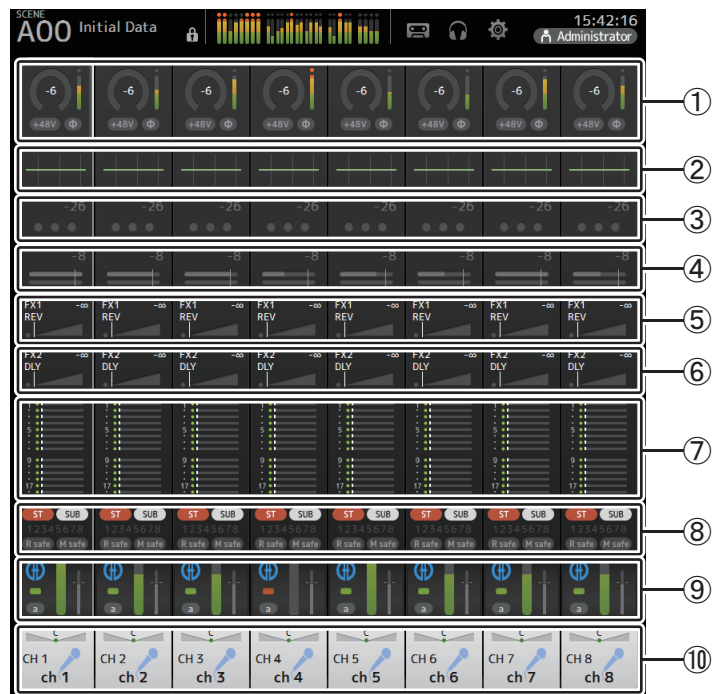 SCENE
A00 Initial Data
15:42:16
Administrator
-6 -6 -6 -6 -6 -6 -6 -6
+48V Φ +48V Φ +48V Φ +48V Φ +48V Φ +48V Φ +48V Φ +48V Φ
①
②
-26 -26 -26 -26 -26 -26 -26 -26
③
-8 -8 -8 -8 -8 -8 -8 -8
④
FX1 -∞ FX1 -∞ FX1 -∞ FX1 -∞ FX1 -∞ FX1 -∞ FX1 -∞ FX1 -∞
REV REV REV REV REV REV REV REV
⑤
FX2 -∞ FX2 -∞ FX2 -∞ FX2 -∞ FX2 -∞ FX2 -∞ FX2 -∞ FX2 -∞
DLY DLY DLY DLY DLY DLY DLY DLY
⑥
1 1 1 1 1 1 1 1
5 5 5 5 5 5 5 5
9 9 9 9 9 9 9 9
17 17 17 17 17 17 17 17
⑦
ST SUB ST SUB ST SUB ST SUB ST SUB ST SUB ST SUB ST SUB
12345678 12345678 12345678 12345678 12345678 12345678 12345678 12345678
R safe M safe R safe M safe R safe M safe R safe M safe R safe M safe R safe M safe R safe M safe R safe M safe
⑧
a a a a a a a a
⑨
C C C C C C C C
CH 1 CH 2 CH 3 CH 4 CH 5 CH 6 CH 7 CH 8
ch 1 ch 2 ch 3 ch 4 ch 5 ch 6 ch 7 ch 8
⑩